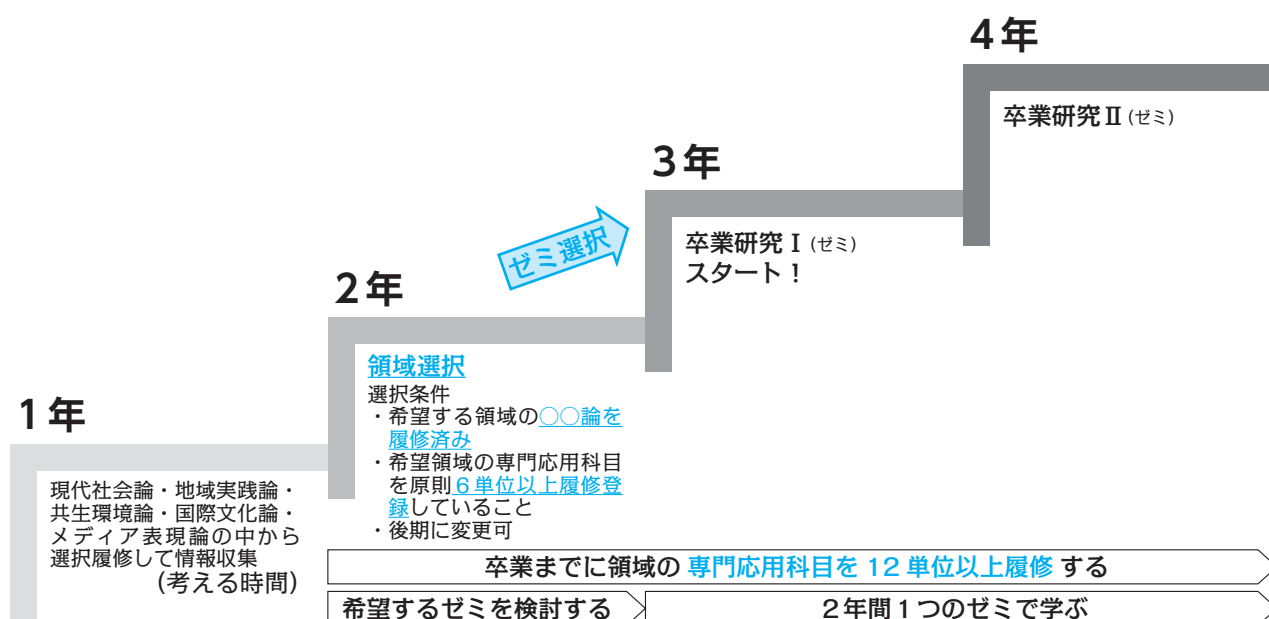 1年
現代社会論・地域実践論・
共生環境論・国際文化論・
メディア表現論の中から
選択履修して情報収集
(考える時間)
2年
領域選択
選択条件
・希望する領域の○○論を
履修済み
・希望領域の専門応用科目
を原則6単位以上履修登
録していること
・後期に変更可
ゼミ選択
3年
卒業研究Ⅰ(ゼミ)
スタート!
4年
卒業研究Ⅱ(ゼミ)
卒業までに領域の 専門応用科目を 12 単位以上履修 する
希望するゼミを検討する
2年間1つのゼミで学ぶ